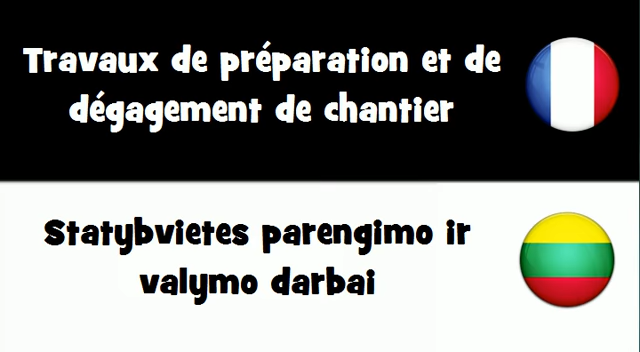 Travaux de préparation et de
dégagement de chantier
Statybvietes parengimo ir
valymo darbai